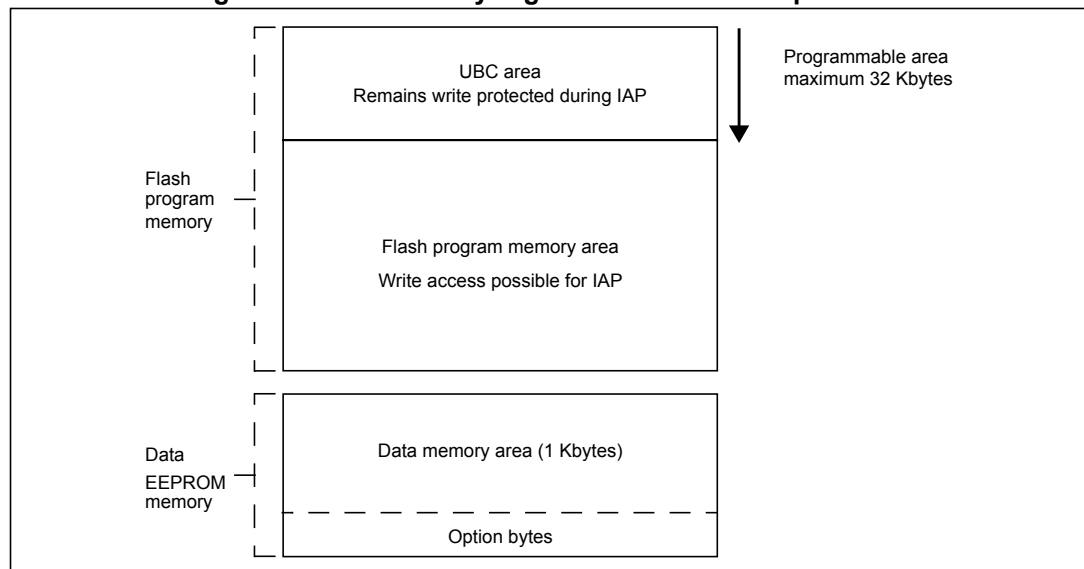 UBC area
Remains write protected during IAP
Programmable area
maximum 32 Kbytes
Flash
program
memory
Flash program memory area
Write access possible for IAP
Data
EEPROM
memory
Data memory area (1 Kbytes)
Option bytes